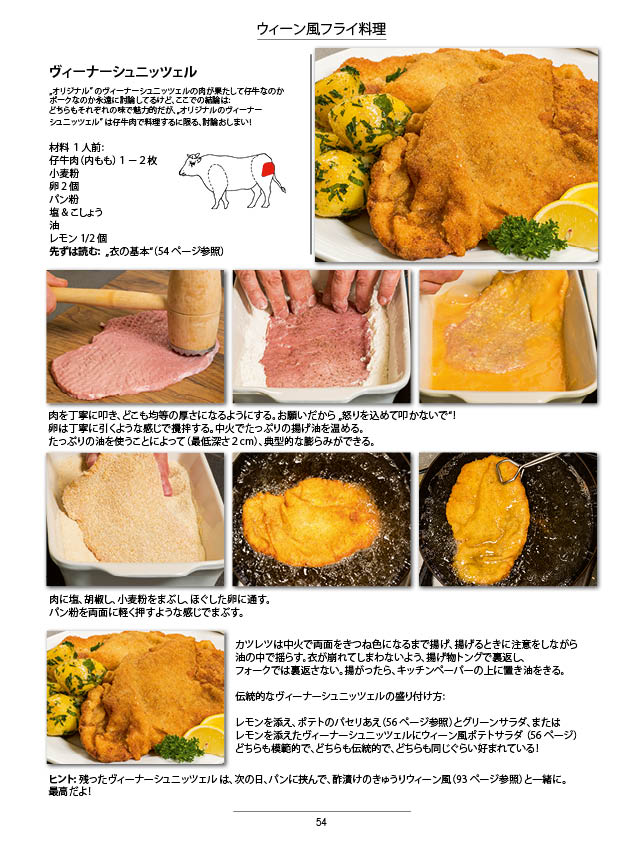 ウィーン風フライ料理
ヴィーナーシュニッツェル
„オリジナル“のヴィーナーシュニッツェルの肉が果たして仔牛なのか
ポークなのか永遠に討論してるけど、ここでの結論は:
どちらもそれぞれの味で魅力的だが、„オリジナルのヴィーナー
シュニッツェル“は仔牛肉で料理するに限る、討論おしまい!
材料 1人前:
仔牛肉(内もも) 1－2枚
小麦粉
卵2個
パン粉
塩&こしょう
油
レモン 1/2 個
先ずは読む: „衣の基本“(54ページ参照)
肉を丁寧に叩き、どこも均等の厚さになるようにする。お願いだから „怒りを込めて叩かないで“!
卵は丁寧に引くような感じで攪拌する。中火でたっぷりの揚げ油を温める。
たっぷりの油を使うことによって(最低深さ2cm)、典型的な膨らみができる。
肉に塩、胡椒し、小麦粉をまぶし、ほぐした卵に通す。
パン粉を両面に軽く押すような感じでまぶす。
カツレツは中火で両面をきつね色になるまで揚げ、揚げるときに注意をしながら
油の中で揺らす。衣が崩れてしまわないよう、揚げ物トングで裏返し、
フォークでは裏返さない。揚がったら、キッチンペーパーの上に置き油をきる。
伝統的なヴィーナーシュニッツェルの盛り付け方:
レモンを添え、ポテトのパセリあえ(56ページ参照)とグリーンサラダ、または
レモンを添えたヴィーナーシュニッツェルにウィーン風ポテトサラダ (56ページ)
どちらも模範的で、どちらも伝統的で、どちらも同じぐらい好まれている!
ヒント: 残ったヴィーナーシュニッツェル は、次の日、パンに挟んで、酢漬けのきゅうりウィーン風(93ページ参照)と一緒に。
最高だよ!
54